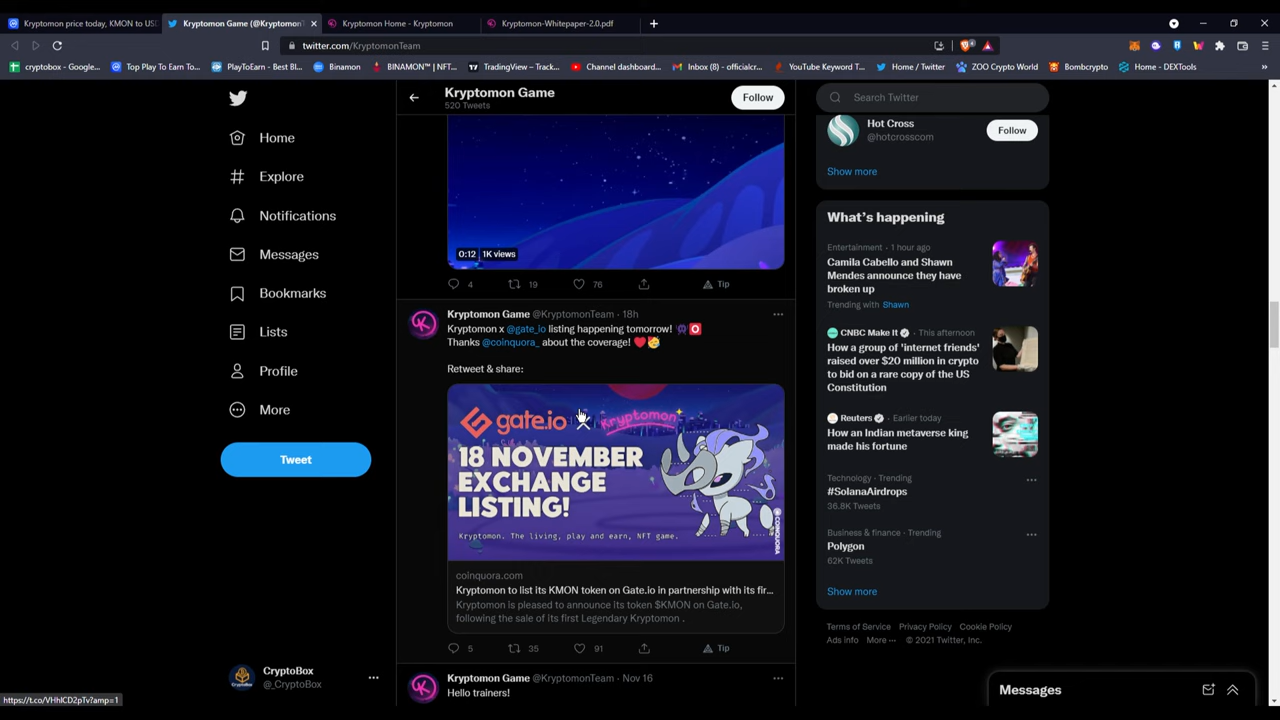 Kryptomon price today, KMON to US
Kryptomon Game (@Kryptomon
Kryptomon Home - Kryptomon
Kryptomon-Whitepaper-2.0.pdf
twitter.com/KryptomonTeam
cryptobox - Google...
Top Play To Earn To...
PlayToEarn - Best Bl...
Binamon
BINAMON™ | NFT...
TradingView – Track...
Channel dashboard...
Inbox (8) - officialcr...
YouTube Keyword T...
Home / Twitter
ZOO Crypto World
Bombcrypto
Home - DEXTools
Home
Explore
Notifications
Messages
Bookmarks
Lists
Profile
More
Tweet
CryptoBox
@_CryptoBox
https://t.co/VHhlCD2pTv?amp=1
Kryptomon Game
520 Tweets
Follow
0:12 1K views
4 19 76 Tip
Kryptomon Game @KryptomonTeam · 18h
Kryptomon x @gate_io listing happening tomorrow!
Thanks @coinquora_ about the coverage!
Retweet & share:
gate.io Kryptomon
18 NOVEMBER
EXCHANGE
LISTING!
Kryptomon. The living, play and earn, NFT game.
@COINQUORA
coinquora.com
Kryptomon to list its KMON token on Gate.io in partnership with its fir...
Kryptomon is pleased to announce its token $KMON on Gate.io,
following the sale of its first Legendary Kryptomon .
5 35 91 Tip
Kryptomon Game @KryptomonTeam · Nov 16
Hello trainers!
Search Twitter
Hot Cross
@hotcrosscom
Follow
Show more
What's happening
Entertainment · 1 hour ago
Camila Cabello and Shawn
Mendes announce they have
broken up
Trending with Shawn
CNBC Make It · This afternoon
How a group of 'internet friends'
raised over $20 million in crypto
to bid on a rare copy of the US
Constitution
Reuters · Earlier today
How an Indian metaverse king
made his fortune
Technology · Trending
#SolanaAirdrops
36.8K Tweets
Business & finance · Trending
Polygon
62K Tweets
Show more
Terms of Service Privacy Policy Cookie Policy
Ads info More ··· © 2021 Twitter, Inc.
Messages